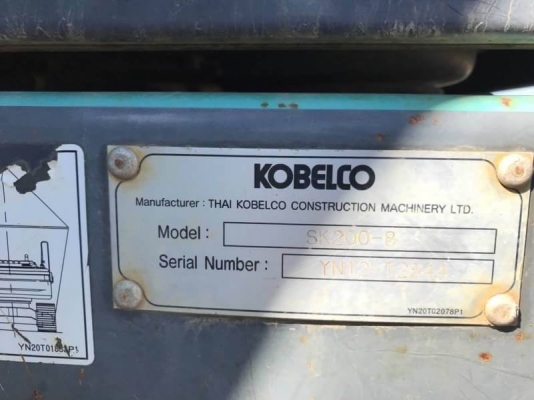 KOBELCO
Manufacturer : THAI KOBELCO CONSTRUCTION MACHINERY LTD.
Model : SK200-8
Serial Number :
YN20T02078P1